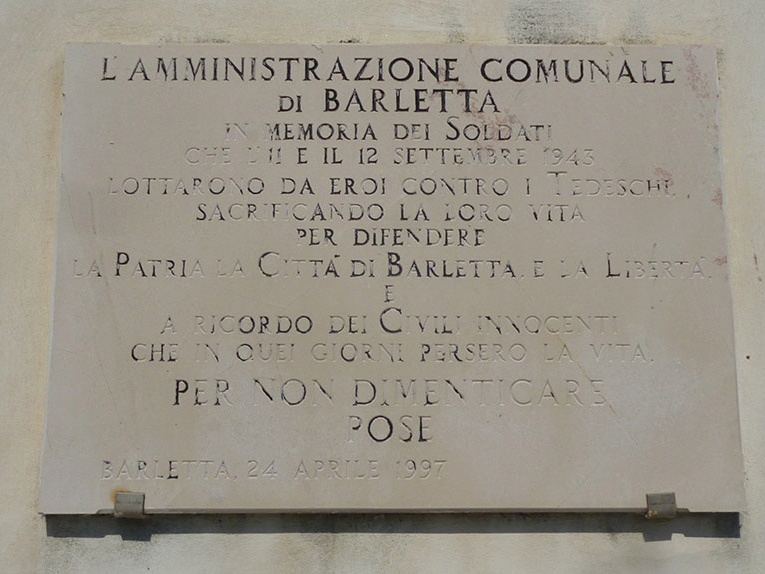 L'AMMINISTRAZIONE COMUNALE
DI BARLETTA
IN MEMORIA DEI SOLDATI
CHE L'11 E IL 12 SETTEMBRE 1943
LOTTARONO DA EROI CONTRO I TEDESCHI,
SACRIFICANDO LA LORO VITA
PER DIFENDERE
LA PATRIA LA CITTÀ DI BARLETTA, E LA LIBERTÀ,
E
A RICORDO DEI CIVILI INNOCENTI
CHE IN QUEI GIORNI PERSERO LA VITA,
PER NON DIMENTICARE
POSE
BARLETTA, 24 APRILE 1997